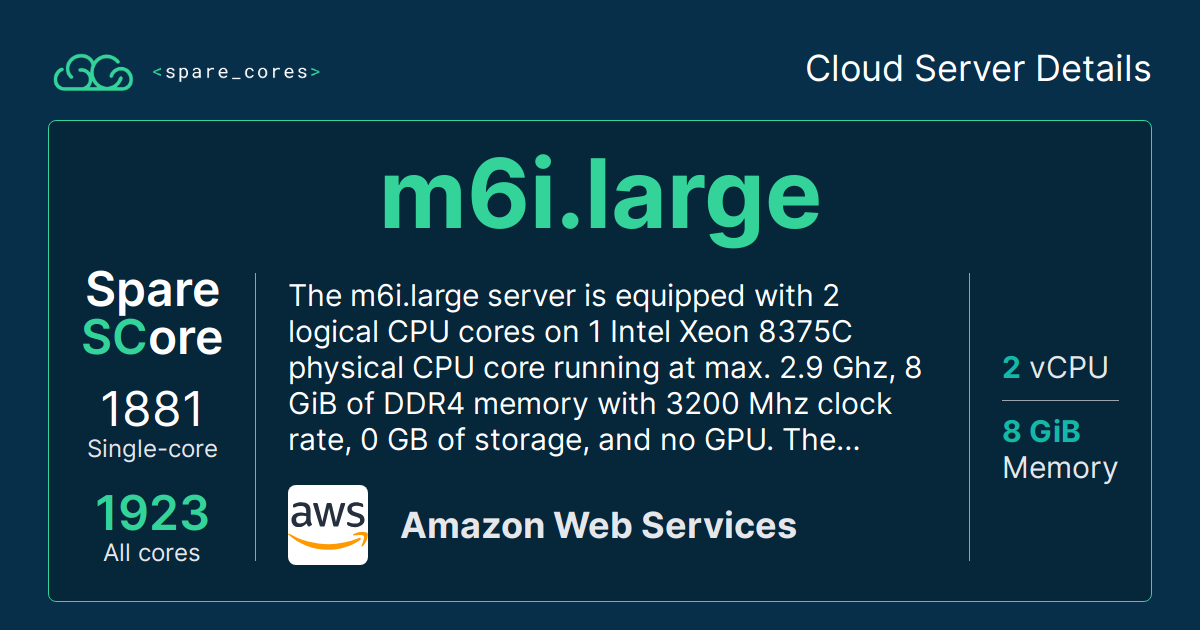 <spare_cores>
Cloud Server Details
m6i.large
Spare
SCore
1881
Single-core
1923
All cores
The m6i.large server is equipped with 2
logical CPU cores on 1 Intel Xeon 8375C
physical CPU core running at max. 2.9 Ghz, 8
GiB of DDR4 memory with 3200 Mhz clock
rate, 0 GB of storage, and no GPU. The...
aws
Amazon Web Services
2 vCPU
8 GiB
Memory